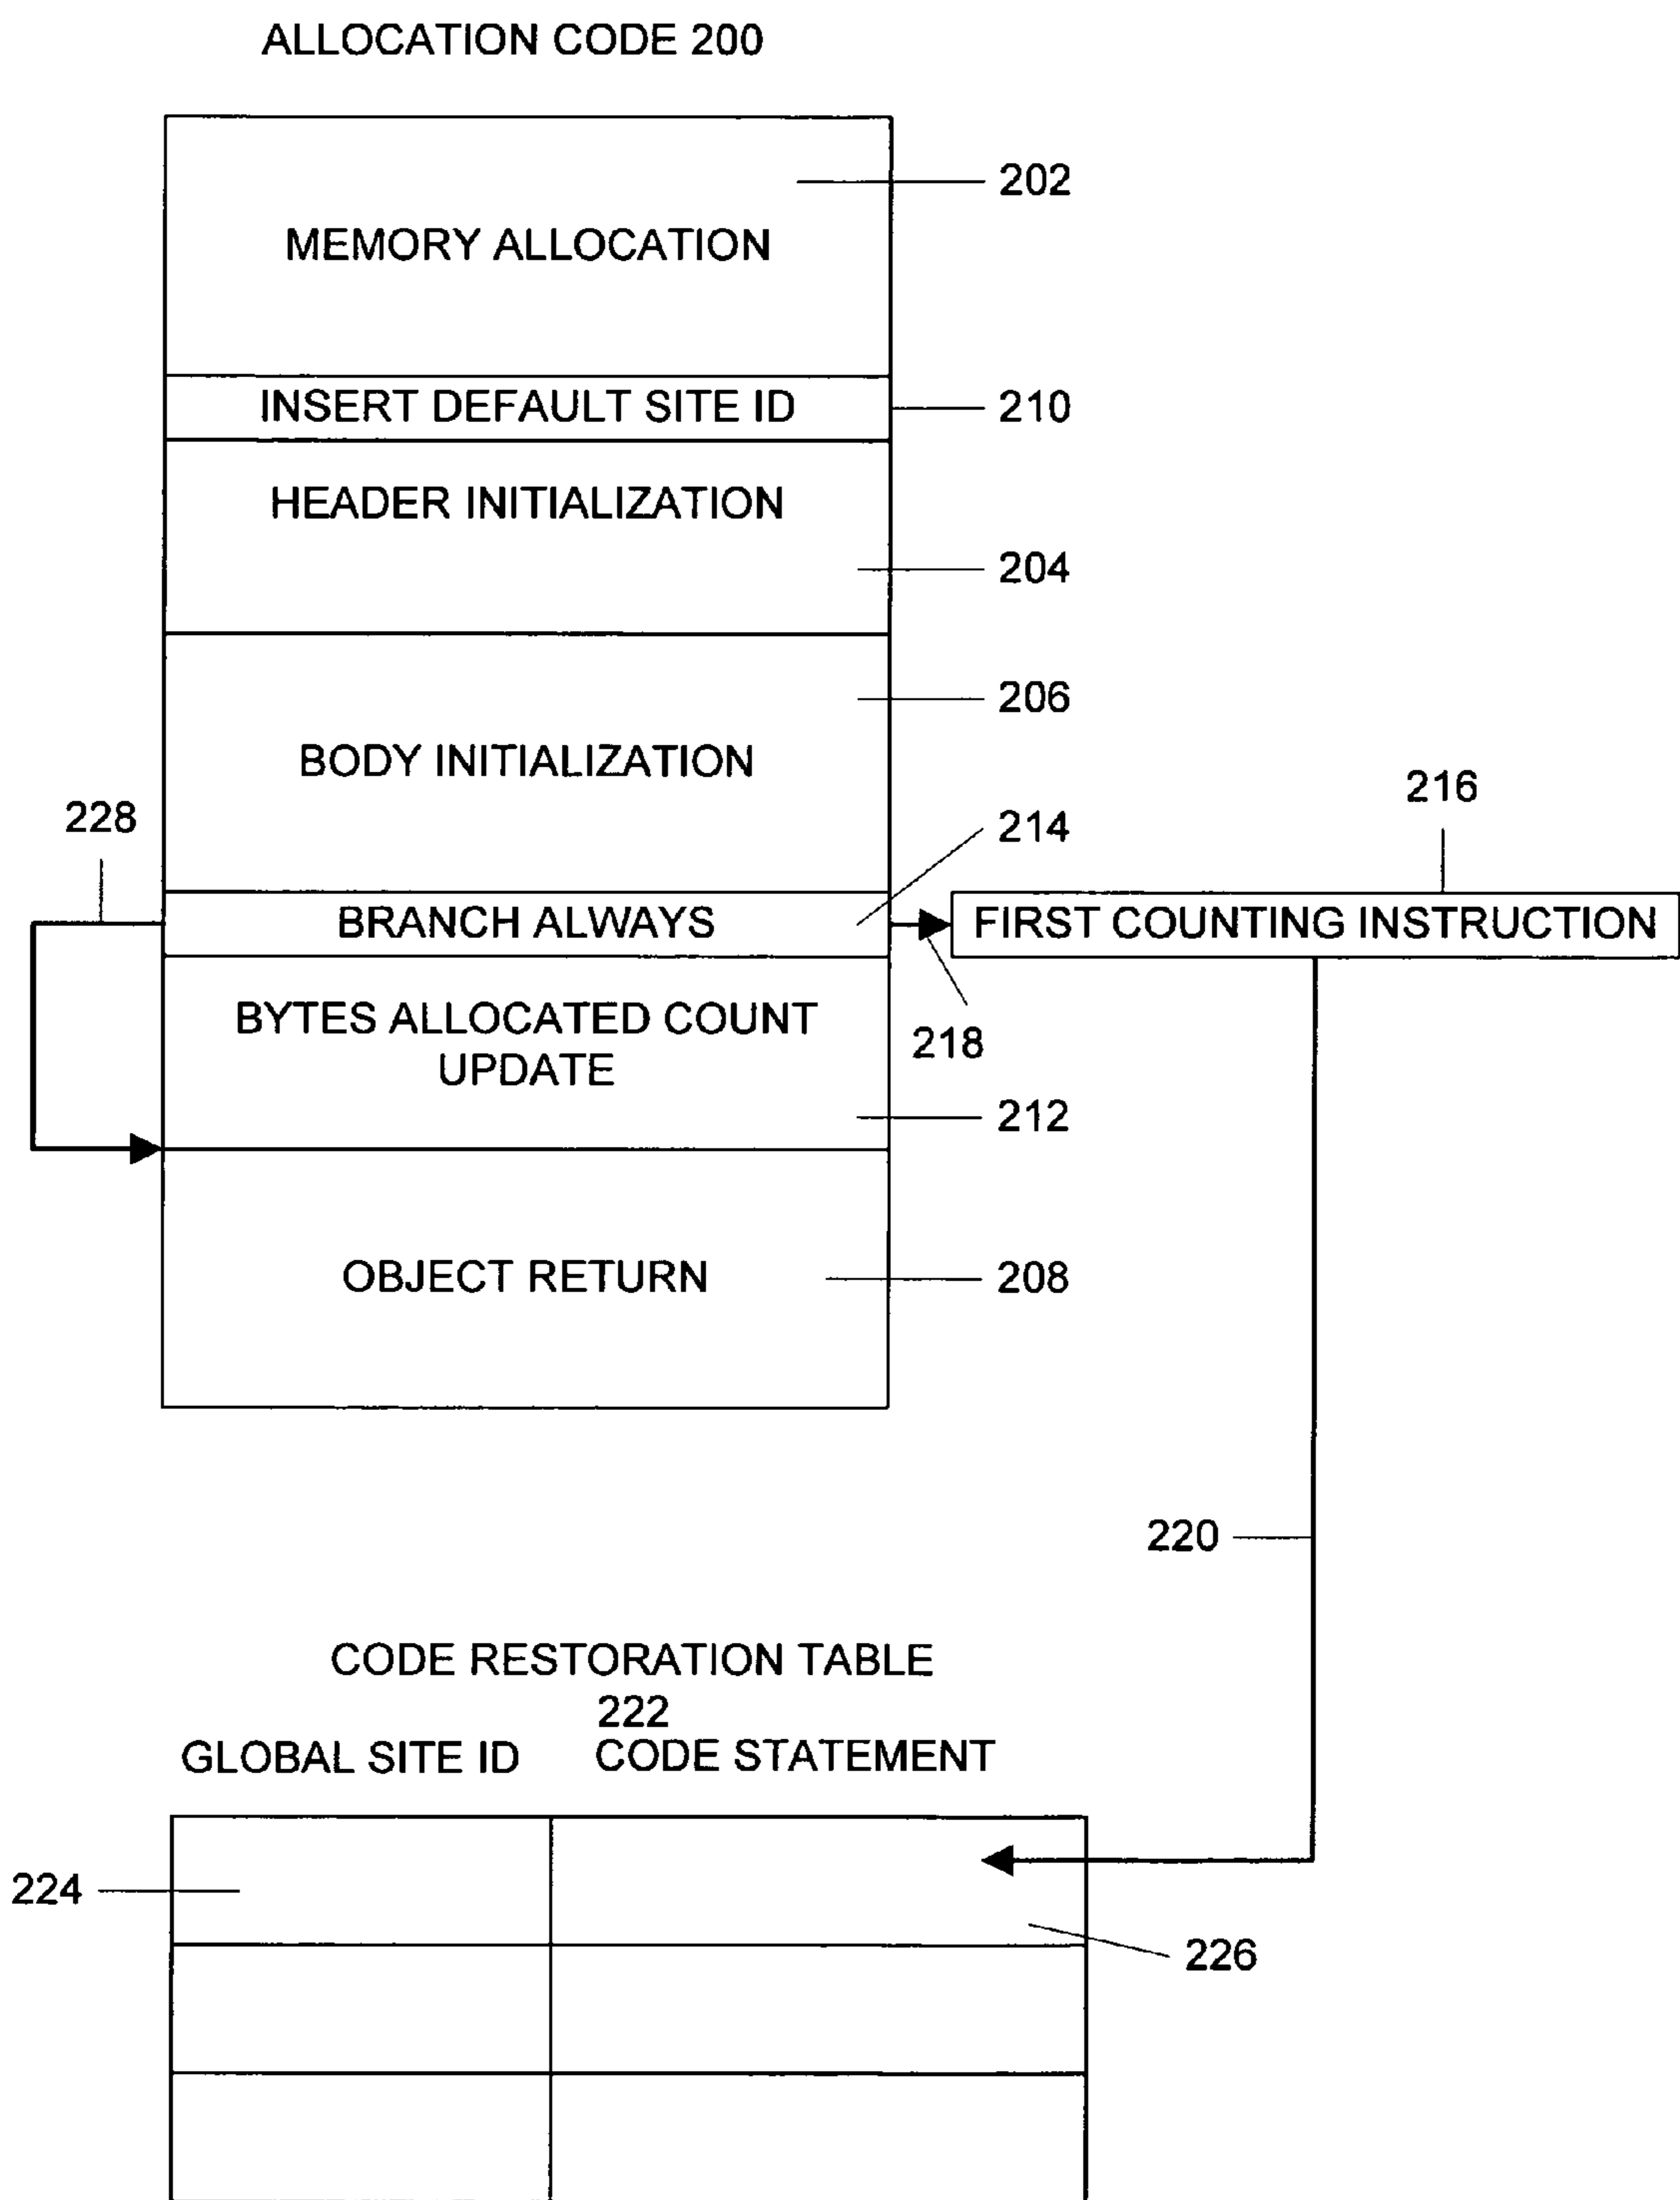 ALLOCATION CODE 200
202
MEMORY ALLOCATION
INSERT DEFAULT SITE ID
210
HEADER INITIALIZATION
204
206
BODY INITIALIZATION
228
214
216
BRANCH ALWAYS
FIRST COUNTING INSTRUCTION
BYTES ALLOCATED COUNT
UPDATE
218
212
OBJECT RETURN
208
220
CODE RESTORATION TABLE
222
GLOBAL SITE ID
CODE STATEMENT
224
226